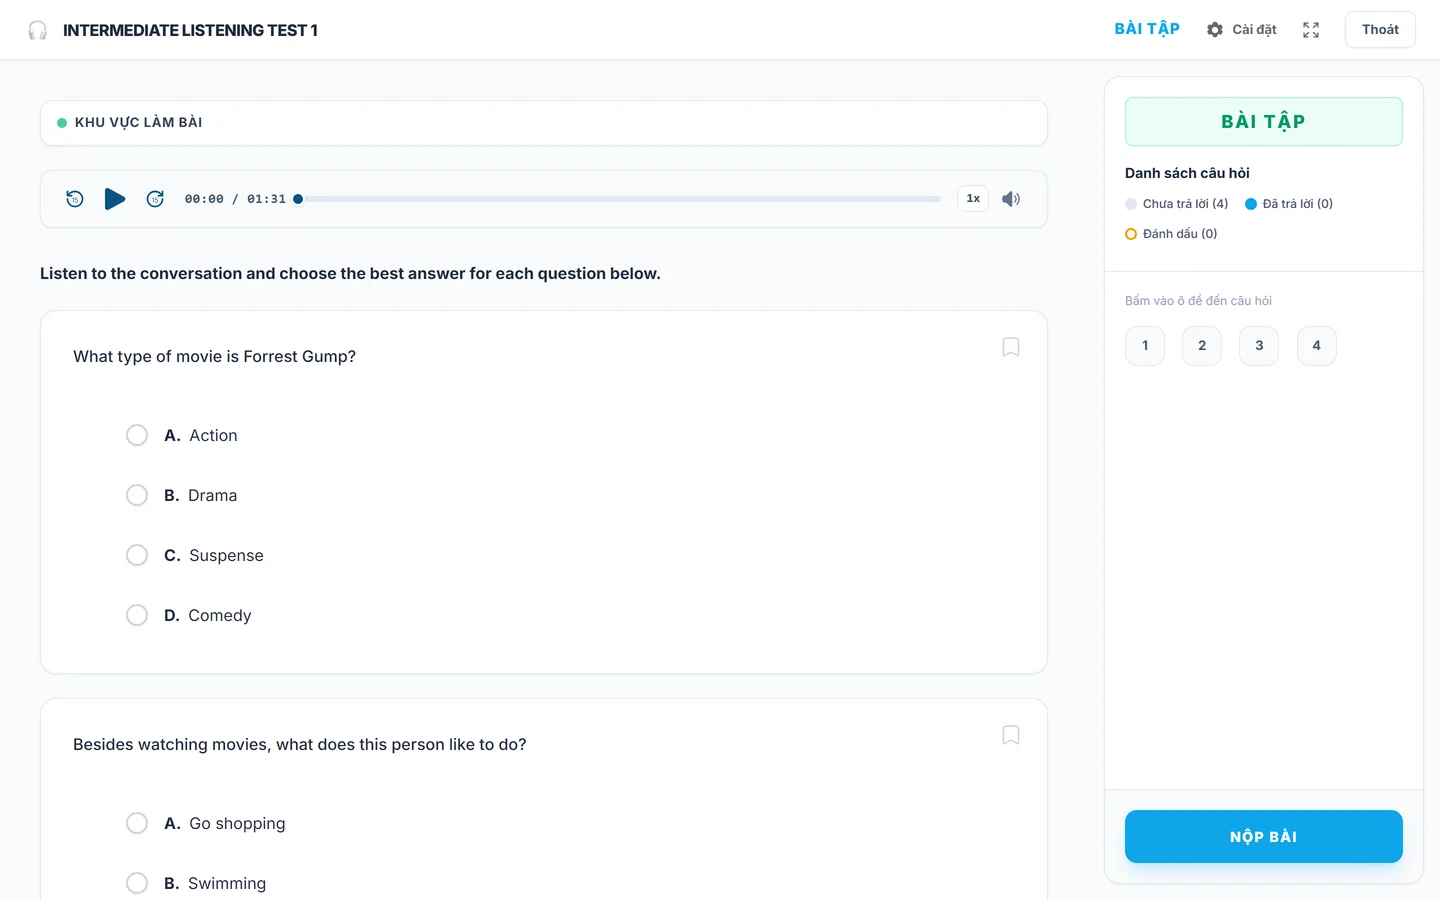 INTERMEDIATE LISTENING TEST 1
BÀI TẬP
Cài đặt
Thoát
KHU VỰC LÀM BÀI
15
15
00:00 / 01:31
1x
Listen to the conversation and choose the best answer for each question below.
What type of movie is Forrest Gump?
A. Action
B. Drama
C. Suspense
D. Comedy
Besides watching movies, what does this person like to do?
A. Go shopping
B. Swimming
BÀI TẬP
Danh sách câu hỏi
Chưa trả lời (4)
Đã trả lời (0)
Đánh dấu (0)
Bấm vào ô để đến câu hỏi
1
2
3
4
NỘP BÀI